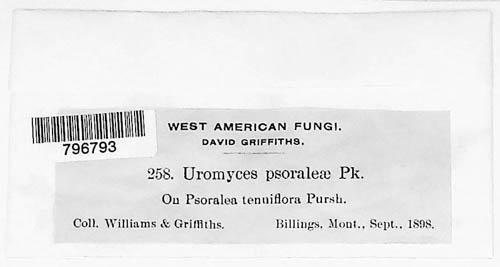 WEST AMERICAN FUNGI.
DAVID GRIFFITHS.
796793
258. Uromyces psoraleæ Pk.
On Psoralea tenuiflora Pursh.
Coll. Williams & Griffiths. Billings, Mont., Sept., 1898.